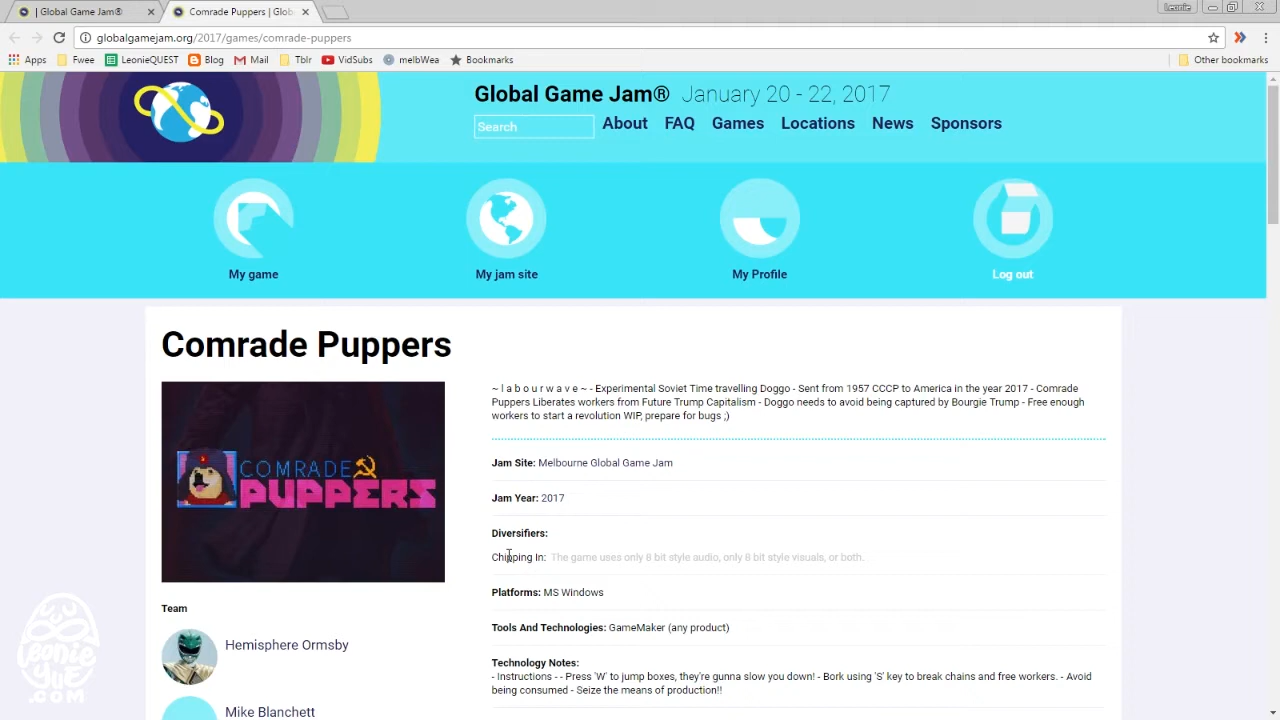 | Global Game Jam®
Comrade Puppers | Glob
Leonie
globalgamejam.org/2017/games/comrade-puppers
Apps Fwee LeonieQUEST Blog Mail Tblr VidSubs melbWea Bookmarks Other bookmarks
Global Game Jam® January 20 - 22, 2017
Search About FAQ Games Locations News Sponsors
My game My jam site My Profile Log out
Comrade Puppers
COMRADE
PUPPERS
~ l a b o u r w a v e ~ - Experimental Soviet Time travelling Doggo - Sent from 1957 CCCP to America in the year 2017 - Comrade
Puppers Liberates workers from Future Trump Capitalism - Doggo needs to avoid being captured by Bourgie Trump - Free enough
workers to start a revolution WIP, prepare for bugs ;)
Jam Site: Melbourne Global Game Jam
Jam Year: 2017
Diversifiers:
Chipping In: The game uses only 8 bit style audio, only 8 bit style visuals, or both.
Platforms: MS Windows
Tools And Technologies: GameMaker (any product)
Technology Notes:
- Instructions - - Press 'W' to jump boxes, they're gunna slow you down! - Bork using 'S' key to break chains and free workers. - Avoid
being consumed - Seize the means of production!!
Team
Hemisphere Ormsby
Mike Blanchett
Leonie
Yue
.com